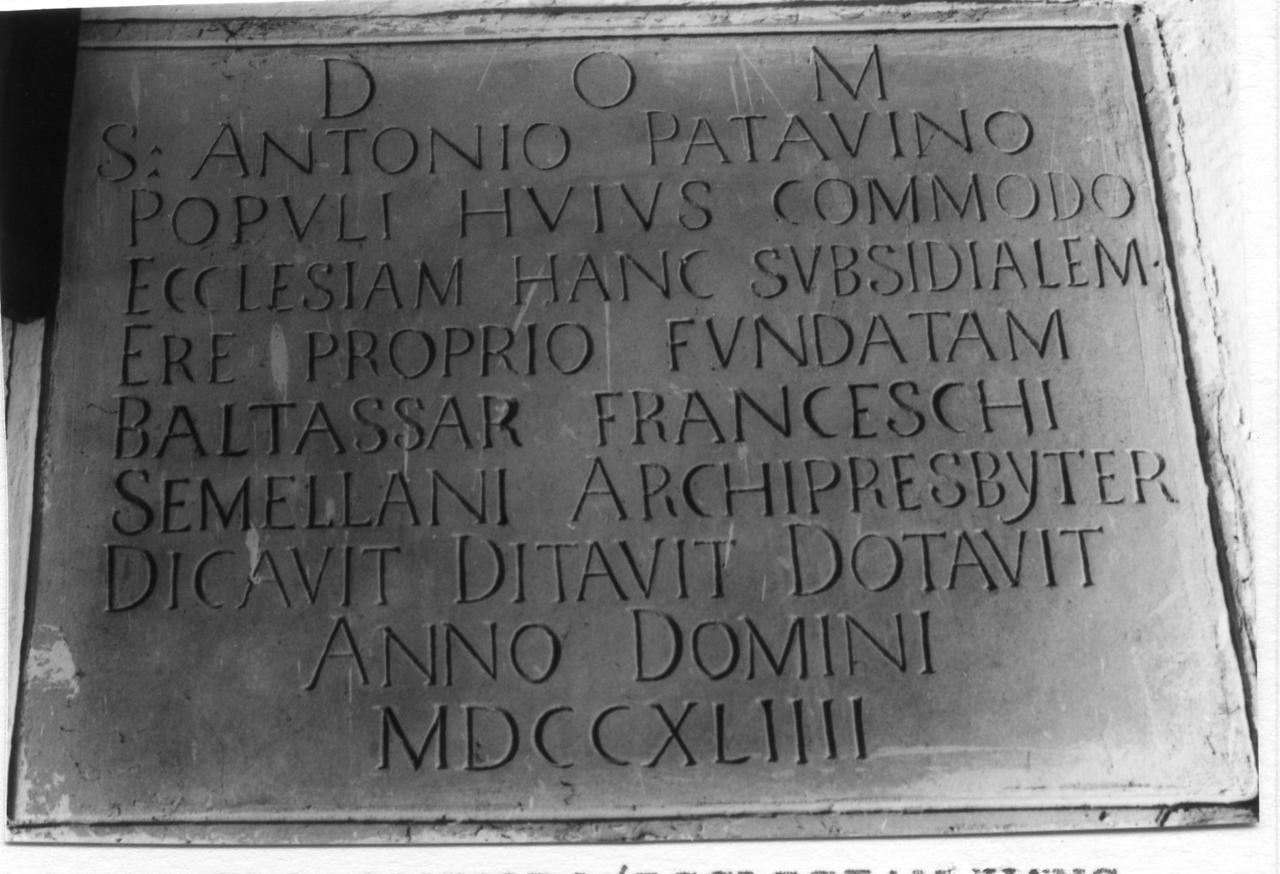 D O M
S: ANTONIO PATAVINO
POPVLI HVIVS COMMODO
ECCLESIAM HANC SVBSIDIALEM
ERE PROPRIO FVNDATAM
BALTASSAR FRANCESCHI
SEMELLANI ARCHIPRESBYTER
DICAVIT DITAVIT DOTAVIT
ANNO DOMINI
MDCCXLIIII